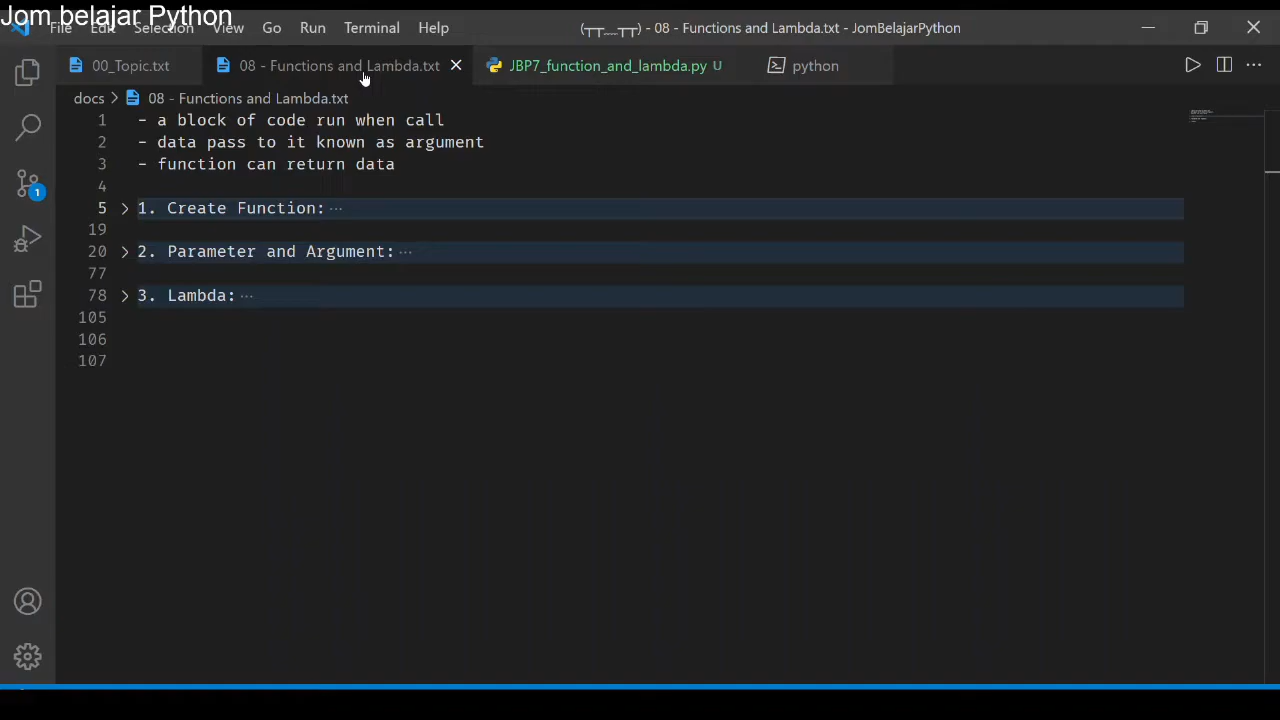 Jom belajar Python
File Edit Selection View Go Run Terminal Help
(┬┬﹏┬┬) - 08 - Functions and Lambda.txt - JomBelajarPython
00_Topic.txt
08 - Functions and Lambda.txt
JBP7_function_and_lambda.py U
python
docs > 08 - Functions and Lambda.txt
1 - a block of code run when call
2 - data pass to it known as argument
3 - function can return data
4
5 1. Create Function: ···
19
20 2. Parameter and Argument: ···
77
78 3. Lambda: ···
105
106
107
1